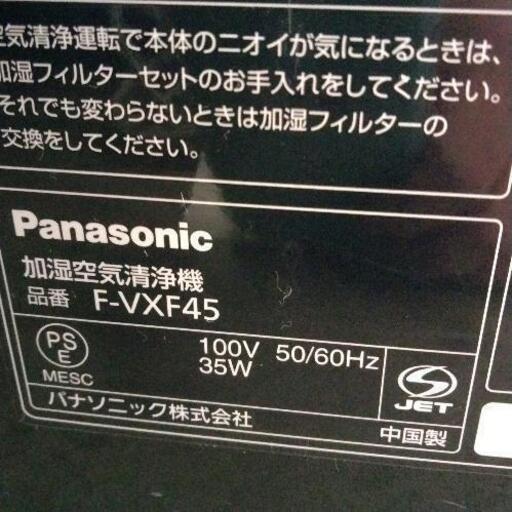 空気清浄運転で本体のニオイが気になるときは、
加湿フィルターセットのお手入れをしてください。
それでも変わらないときは加湿フィルターの
交換をしてください。
Panasonic
加湿空気清浄機
品番 F-VXF45
PS
E
MESC
100V 50/60Hz
35W
JET
パナソニック株式会社
中国製